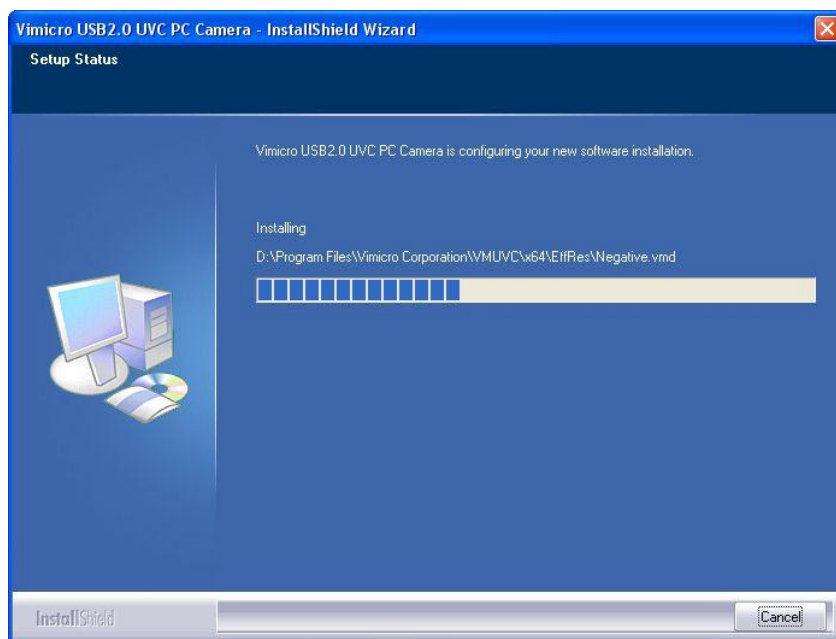 Vimicro USB2.0 UVC PC Camera - InstallShield Wizard
Setup Status
Vimicro USB2.0 UVC PC Camera is configuring your new software installation.
Installing
D:\Program Files\Vimicro Corporation\VMUVC\x64\EffRes\Negative.vmd
InstallShield
Cancel